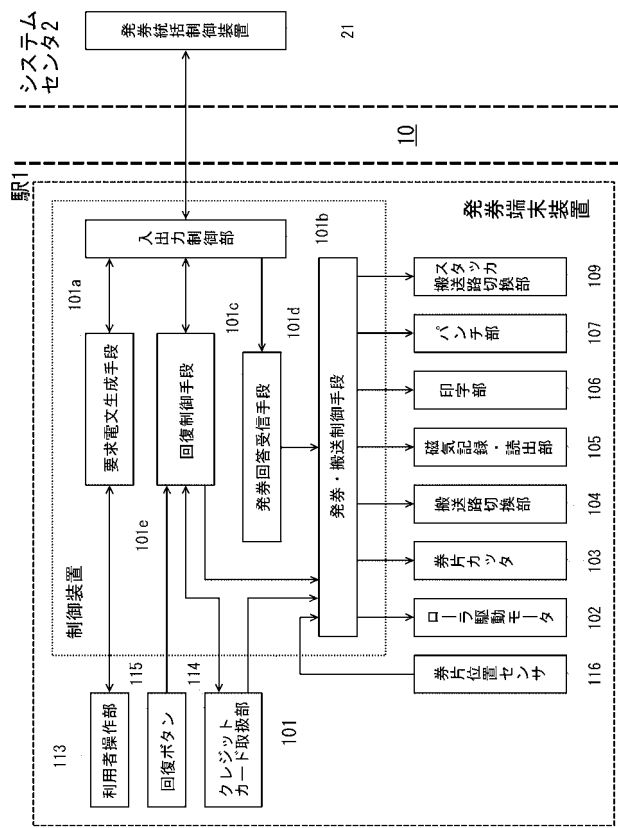 システム
センタ2
発券統括制御装置
21
10
駅1
発券端末装置
制御装置
入出力制御部
101b
101a
要求電文生成手段
回復制御手段
101c
101d
発券回答受信手段
101e
発券・搬送制御手段
113
利用者操作部
115
回復ボタン
114
クレジット
カード取扱部
101
券片位置センサ
116
ローラ駆動モータ
102
券片カッタ
103
搬送路切換部
104
磁気記録・読出部
105
印字部
106
パンチ部
107
スタッカ
搬送路切換部
109